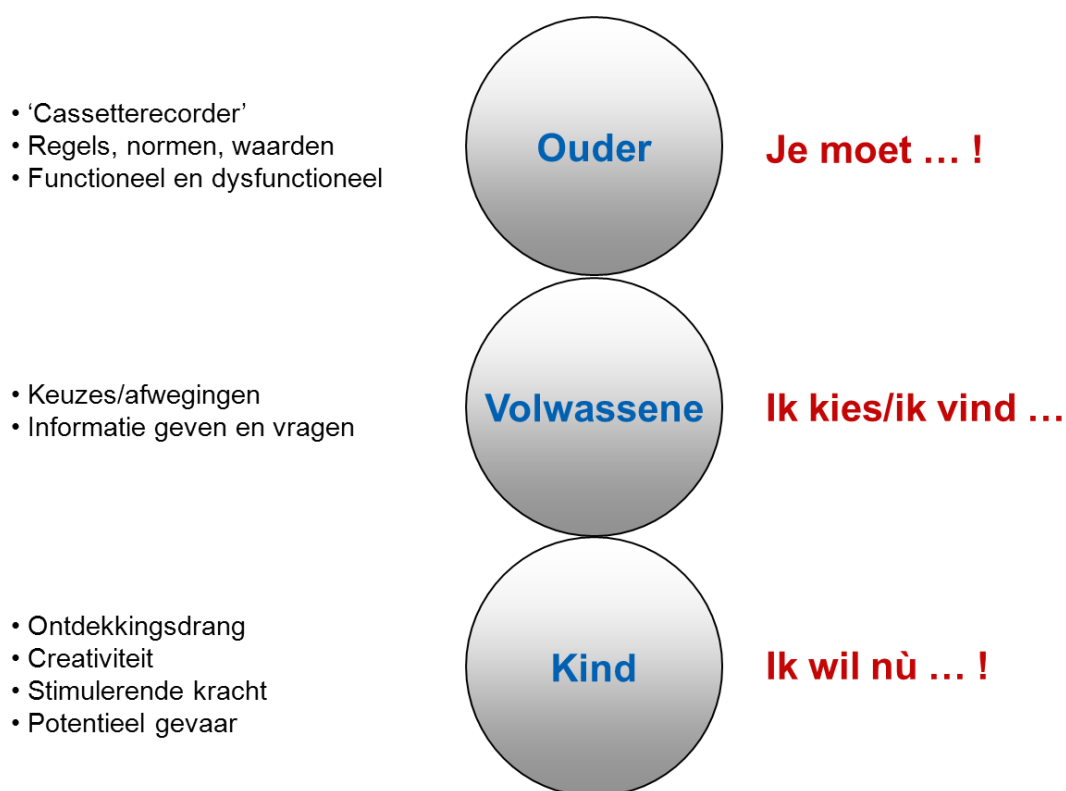 • ‘Cassetterecorder’
• Regels, normen, waarden
• Functioneel en dysfunctioneel
Ouder
Je moet … !
• Keuzes/afwegingen
• Informatie geven en vragen
Volwassene
Ik kies/ik vind …
• Ontdekkingsdrang
• Creativiteit
• Stimulerende kracht
• Potentieel gevaar
Kind
Ik wil nù … !